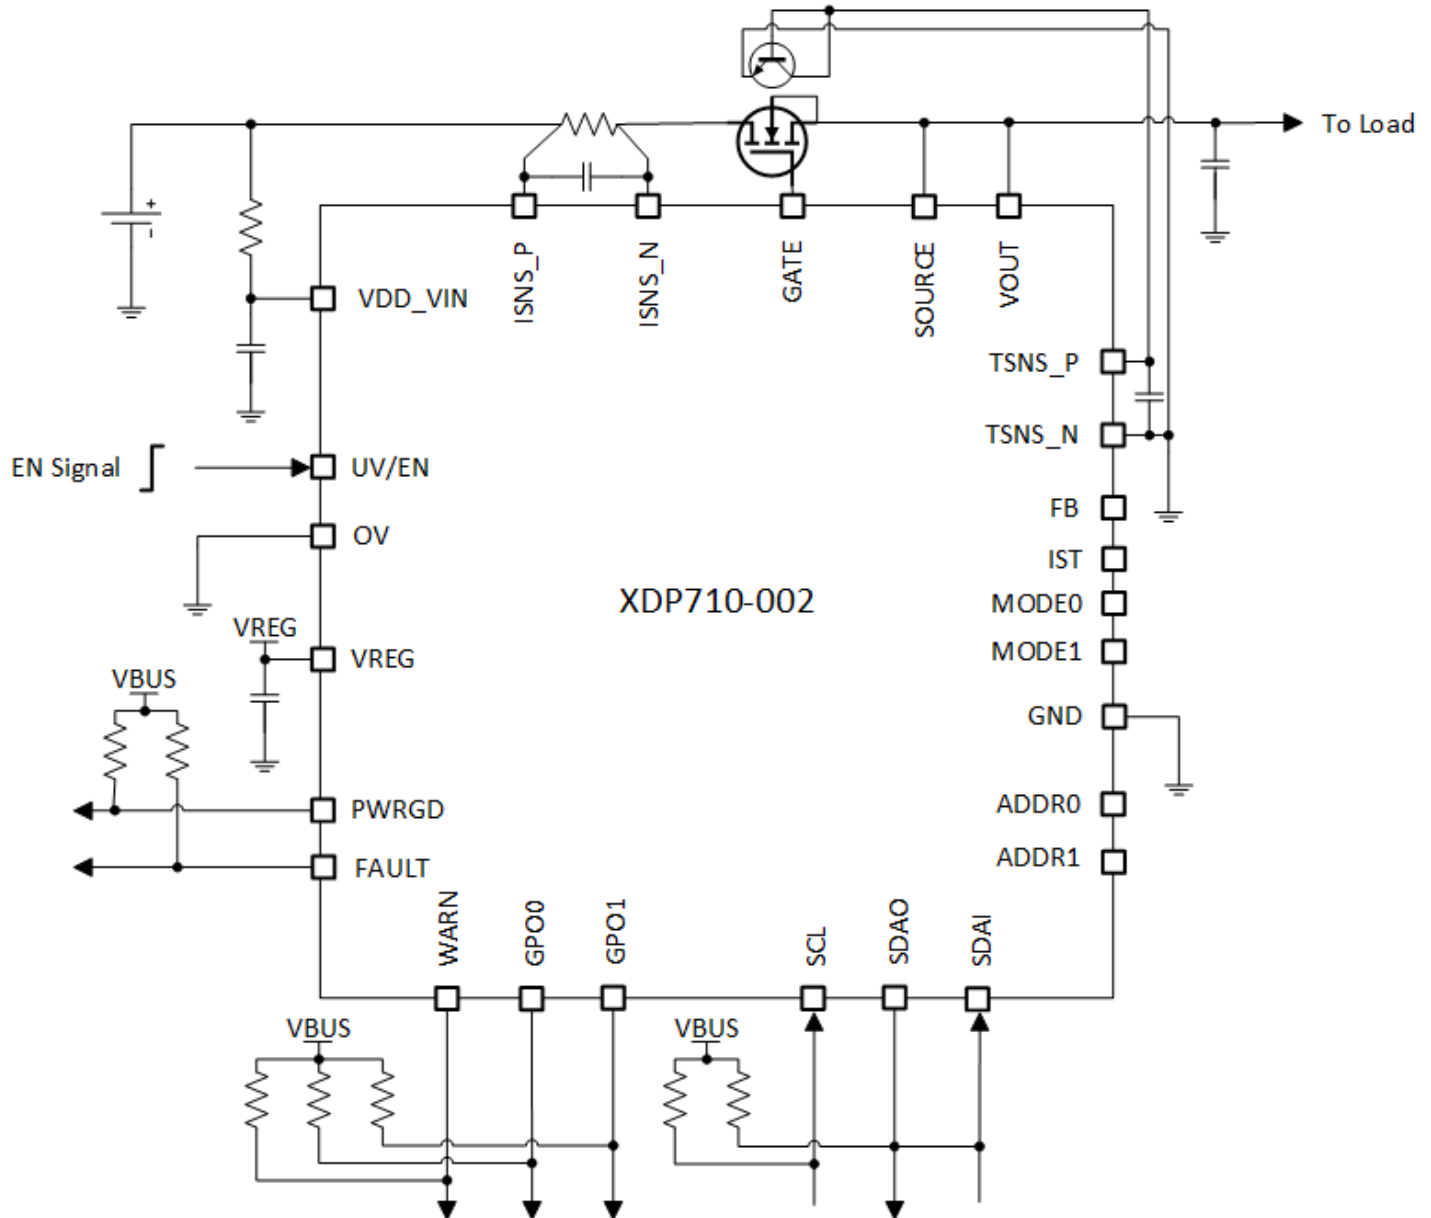 To Load
+
-
ISNS_P
ISNS_N
GATE
SOURCE
VOUT
VDD_VIN
TSNS_P
TSNS_N
EN Signal
UV/EN
OV
FB
IST
XDP710-002
MODE0
MODE1
VREG
VREG
VBUS
GND
PWRGD
ADDR0
FAULT
ADDR1
WARN
GPO0
GPO1
SCL
SDAO
SDAI
VBUS
VBUS